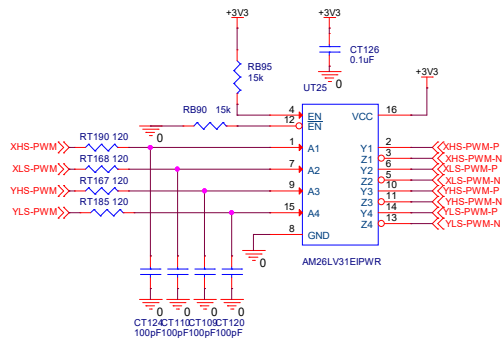 +3V3
+3V3
CT126
0.1uF
0
+3V3
RB95
15k
UT25
RB90 15k
0
4
EN
12
EN
VCC
16
XHS-PWM
RT190 120
1
A1
Y1
2
XHS-PWM-P
Z1
3
XHS-PWM-N
XLS-PWM
RT168 120
7
A2
Y2
6
XLS-PWM-P
Z2
5
XLS-PWM-N
YHS-PWM
RT167 120
9
A3
Y3
10
YHS-PWM-P
Z3
11
YHS-PWM-N
YLS-PWM
RT185 120
15
A4
Y4
14
YLS-PWM-P
Z4
13
YLS-PWM-N
8
GND
0
AM26LV31EIPWR
0
0
0
0
CT124
CT110
CT109
CT120
100pF
100pF
100pF
100pF